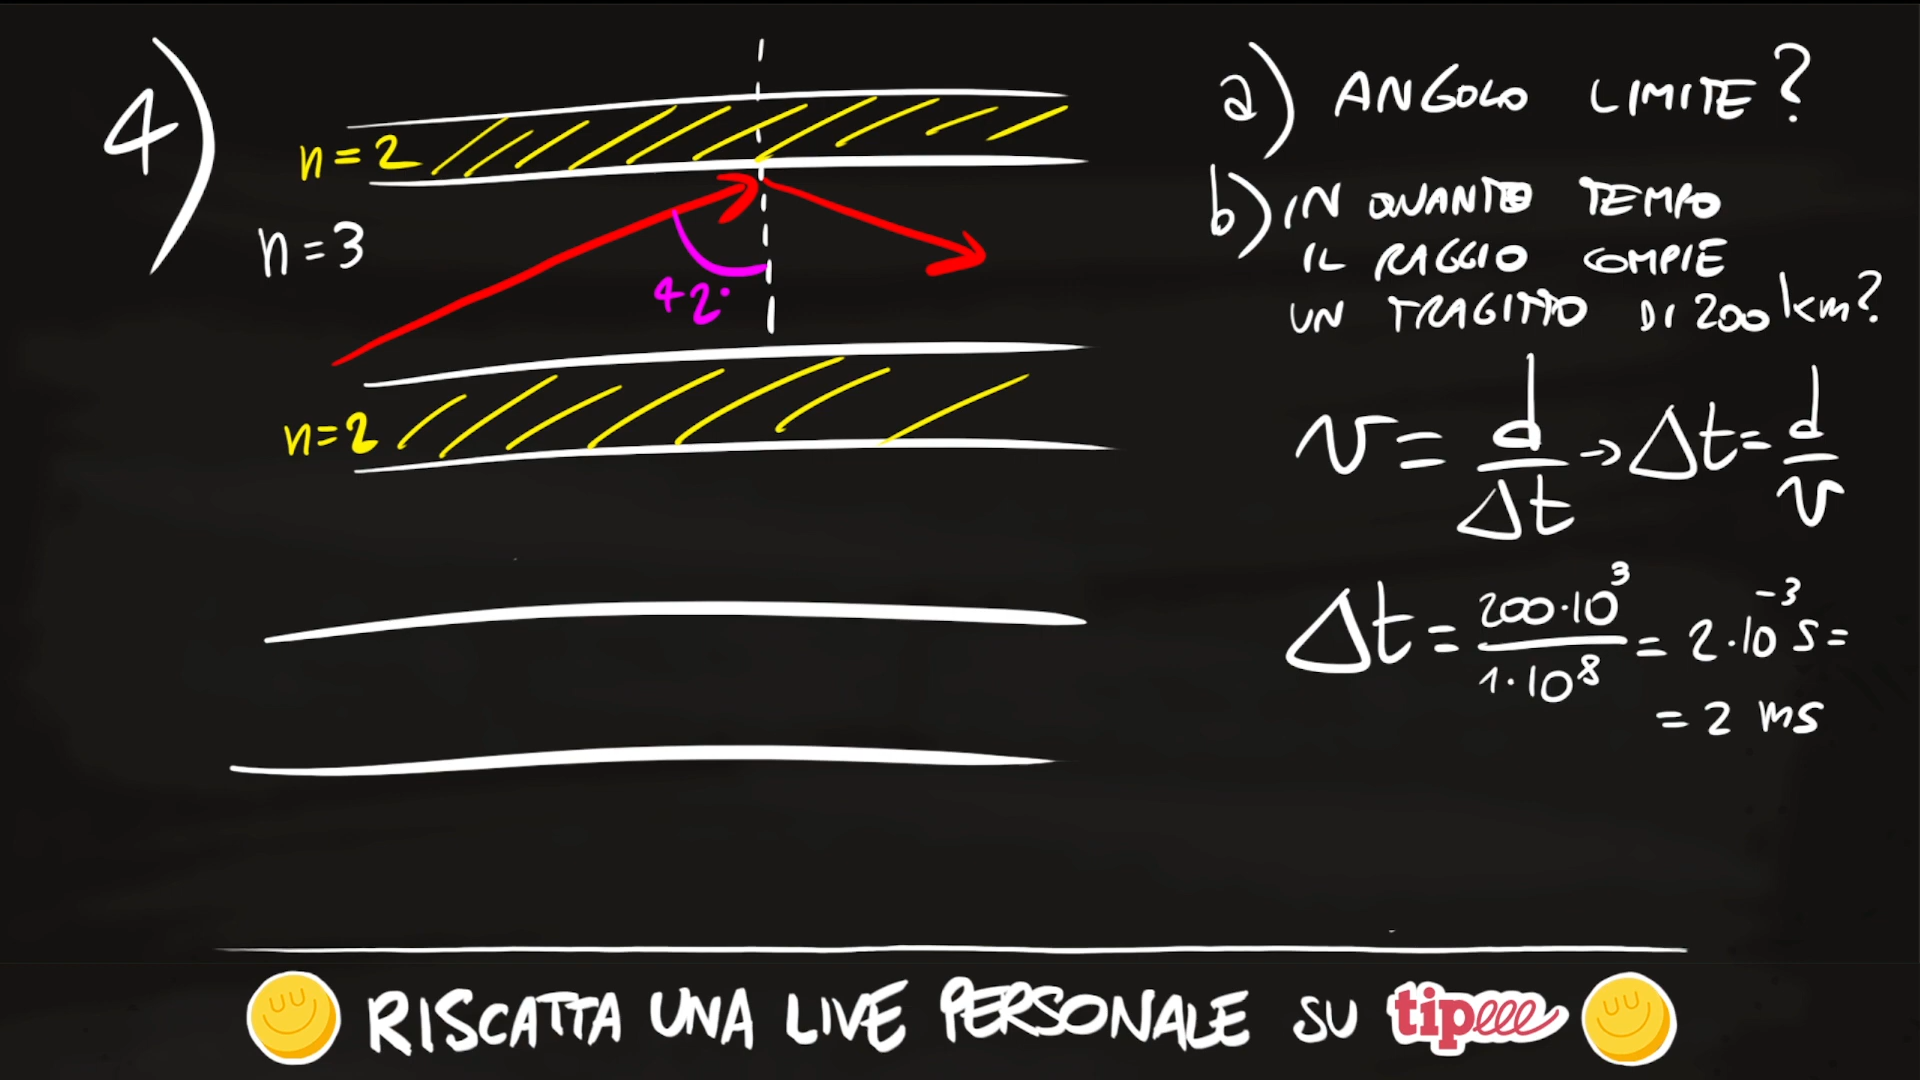 4)
n = 2
n = 3
42°
n = 2
a) ANGOLO LIMITE?
b) IN QUANTO TEMPO
IL RAGGIO COMPIE
UN TRAGITTO DI 200 km?
v = d/Δt → Δt = d/v
Δt = 200·10³/1·10⁸ = 2·10⁻³ s =
= 2 ms
RISCATTA UNA LIVE PERSONALE SU tipeee